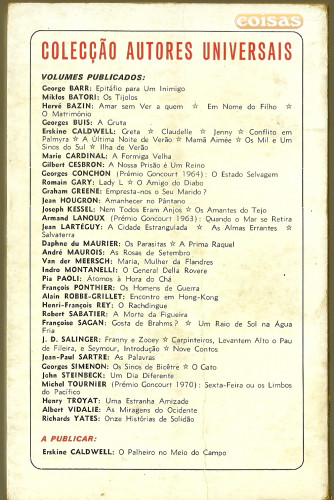 coisas
COLECÇÃO AUTORES UNIVERSAIS
VOLUMES PUBLICADOS:
George BARR: Epitáfio para Um Inimigo
Miklos BATORI: Os Tijolos
Hervé BAZIN: Amar sem Ver a quem ☆ Em Nome do Filho ☆
O Matrimónio
Georges BUIS: A Gruta
Erskine CALDWELL: Greta ☆ Claudelle ☆ Jenny ☆ Conflito em
Palmyra ☆ A Última Noite de Verão ☆ Mamã Aimée ☆ Os Mil e Um
Sinos do Sul ☆ Ilha de Verão
Marie CARDINAL: A Formiga Velha
Gilbert CESBRON: A Nossa Prisão é Um Reino
Georges CONCHON (Prémio Goncourt 1964): O Estado Selvagem
Romain GARY: Lady L ☆ O Amigo do Diabo
Graham GREENE: Empresta-nos o Seu Marido?
Jean HOUGRON: Amanhecer no Pântano
Joseph KESSEL: Nem Todos Eram Anjos ☆ Os Amantes do Tejo
Armand LANOUX (Prémio Goncourt 1963): Quando o Mar se Retira
Jean LARTÉGUY: A Cidade Estrangulada ☆ As Almas Errantes ☆
Salvaterra
Daphne du MAURIER: Os Parasitas ☆ A Prima Raquel
André MAUROIS: As Rosas de Setembro
Van der MEERSCH: Maria, Mulher da Flandres
Indro MONTANELLI: O General Della Rovere
Pia PAOLI: Atomos à Hora do Chá
François PONTHIER: Os Homens de Guerra
Alain ROBBE-GRILLET: Encontro em Hong-Kong
Henri-François REY: O Rachdingue
Robert SABATIER: A Morte da Figueira
Françoise SAGAN: Gosta de Brahms? ☆ Um Raio de Sol na Água
Fria
J. D. SALINGER: Franny e Zooey ☆ Carpinteiros, Levantem Alto o Pau
de Fileira, e Seymour, Introdução ☆ Nove Contos
Jean-Paul SARTRE: As Palavras
Georges SIMENON: Os Sinos de Bicêtre ☆ O Gato
John STEINBECK: Um Dia Diferente
Michel TOURNIER (Prémio Goncourt 1970): Sexta-Feira ou os Limbos
do Pacífico
Henry TROYAT: Uma Estranha Amizade
Albert VIDALIE: As Miragens do Ocidente
Richards YATES: Onze Histórias de Solidão
A PUBLICAR:
Erskine CALDWELL: O Palheiro no Meio do Campo